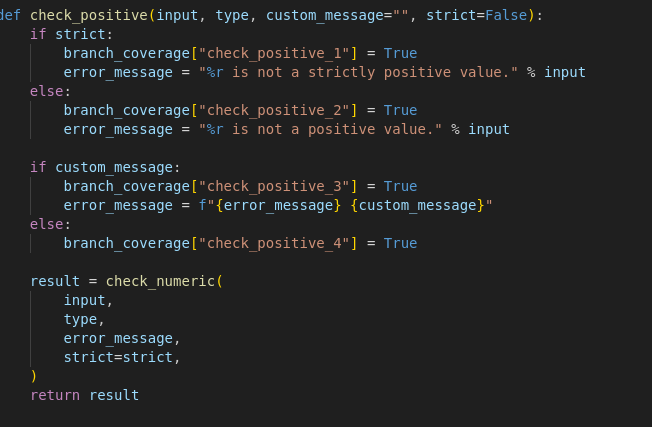 def check_positive(input, type, custom_message="", strict=False):
    if strict:
        branch_coverage["check_positive_1"] = True
        error_message = "%r is not a strictly positive value." % input
    else:
        branch_coverage["check_positive_2"] = True
        error_message = "%r is not a positive value." % input

    if custom_message:
        branch_coverage["check_positive_3"] = True
        error_message = f"{error_message} {custom_message}"
    else:
        branch_coverage["check_positive_4"] = True

    result = check_numeric(
        input,
        type,
        error_message,
        strict=strict,
    )
    return result